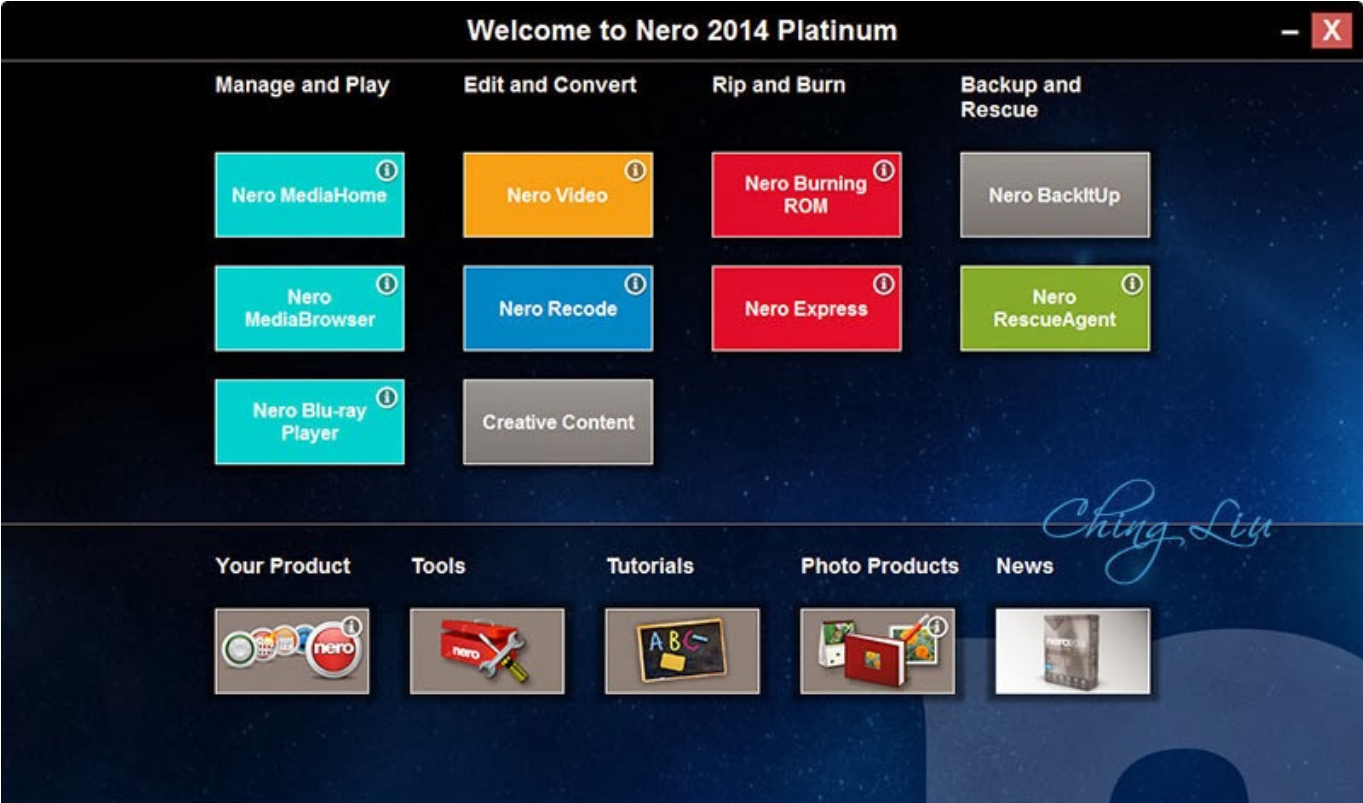 Welcome to Nero 2014 Platinum
X
Manage and Play
Edit and Convert
Rip and Burn
Backup and
Rescue
Nero MediaHome
Nero Video
Nero Burning
ROM
Nero BackItUp
Nero
MediaBrowser
Nero Recode
Nero Express
Nero
RescueAgent
Nero Blu-ray
Player
Creative Content
Ching Liu
Your Product
Tools
Tutorials
Photo Products
News
nero
nero
ABC